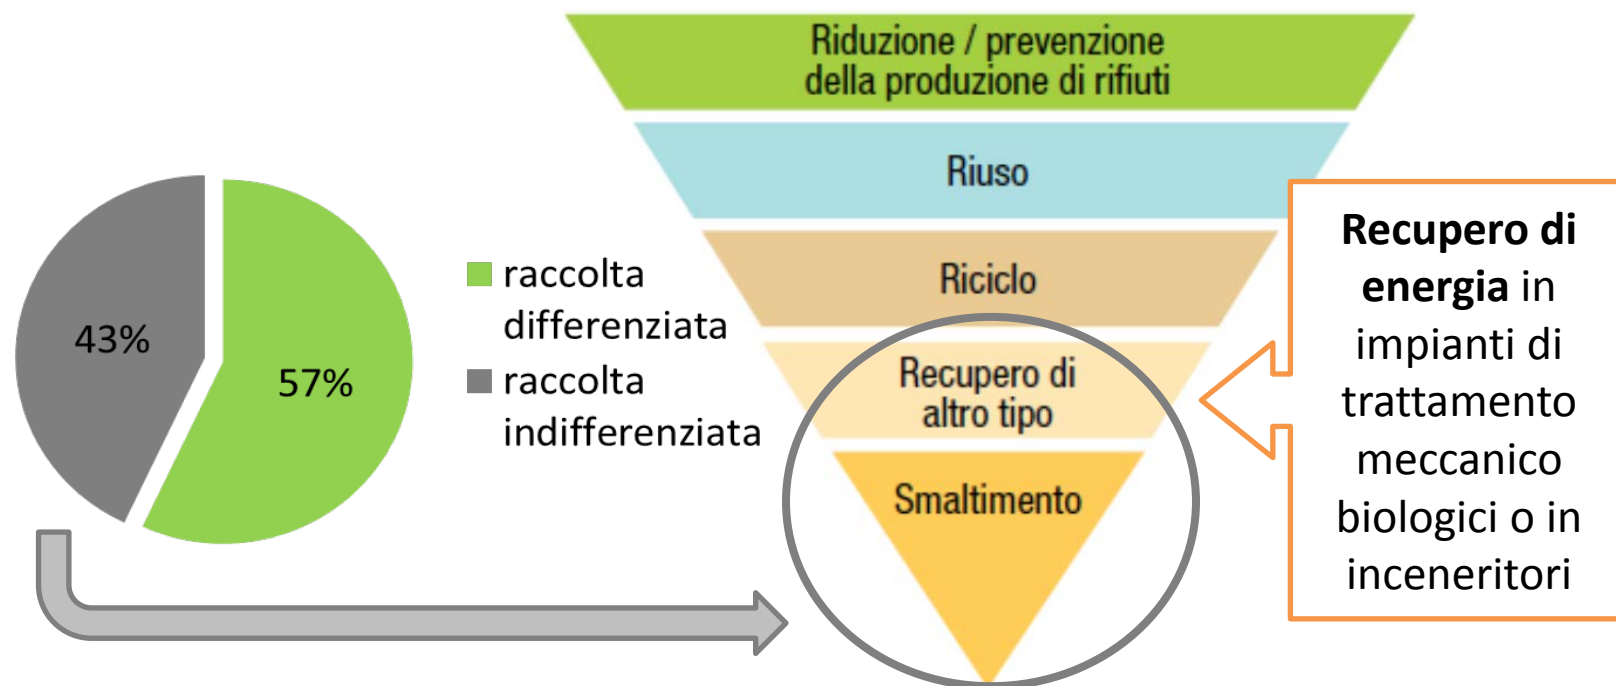 43%
57%
raccolta
differenziata
raccolta
indifferenziata
Riduzione / prevenzione
della produzione di rifiuti
Riuso
Riciclo
Recupero di
altro tipo
Smaltimento
Recupero di
energia in
impianti di
trattamento
meccanico
biologici o in
inceneritori